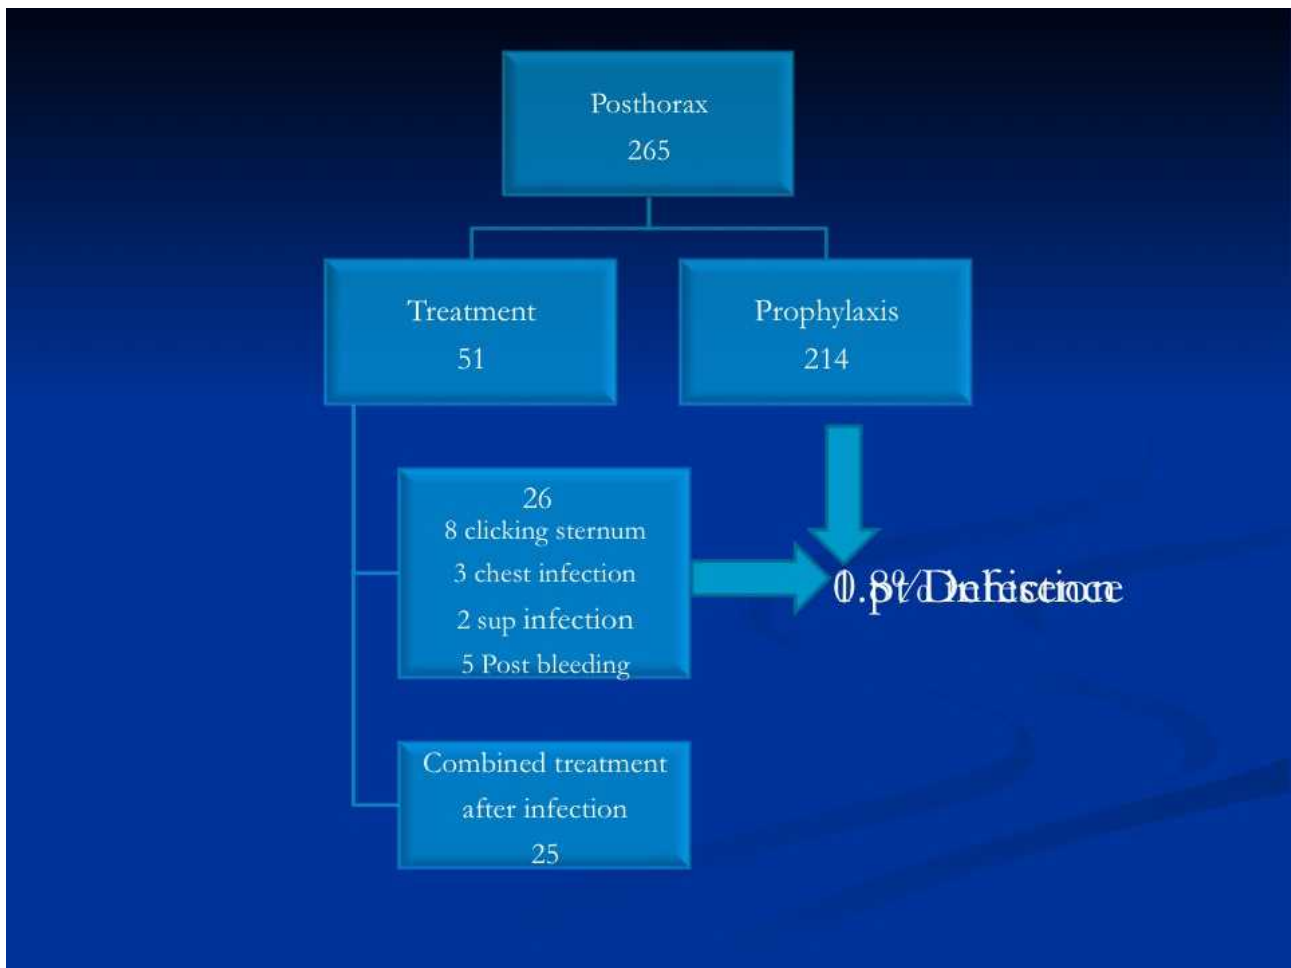 Posthorax
265
Treatment
51
Prophylaxis
214
26
8 clicking sternum
3 chest infection
2 sup infection
5 Post bleeding
Combined treatment
after infection
25